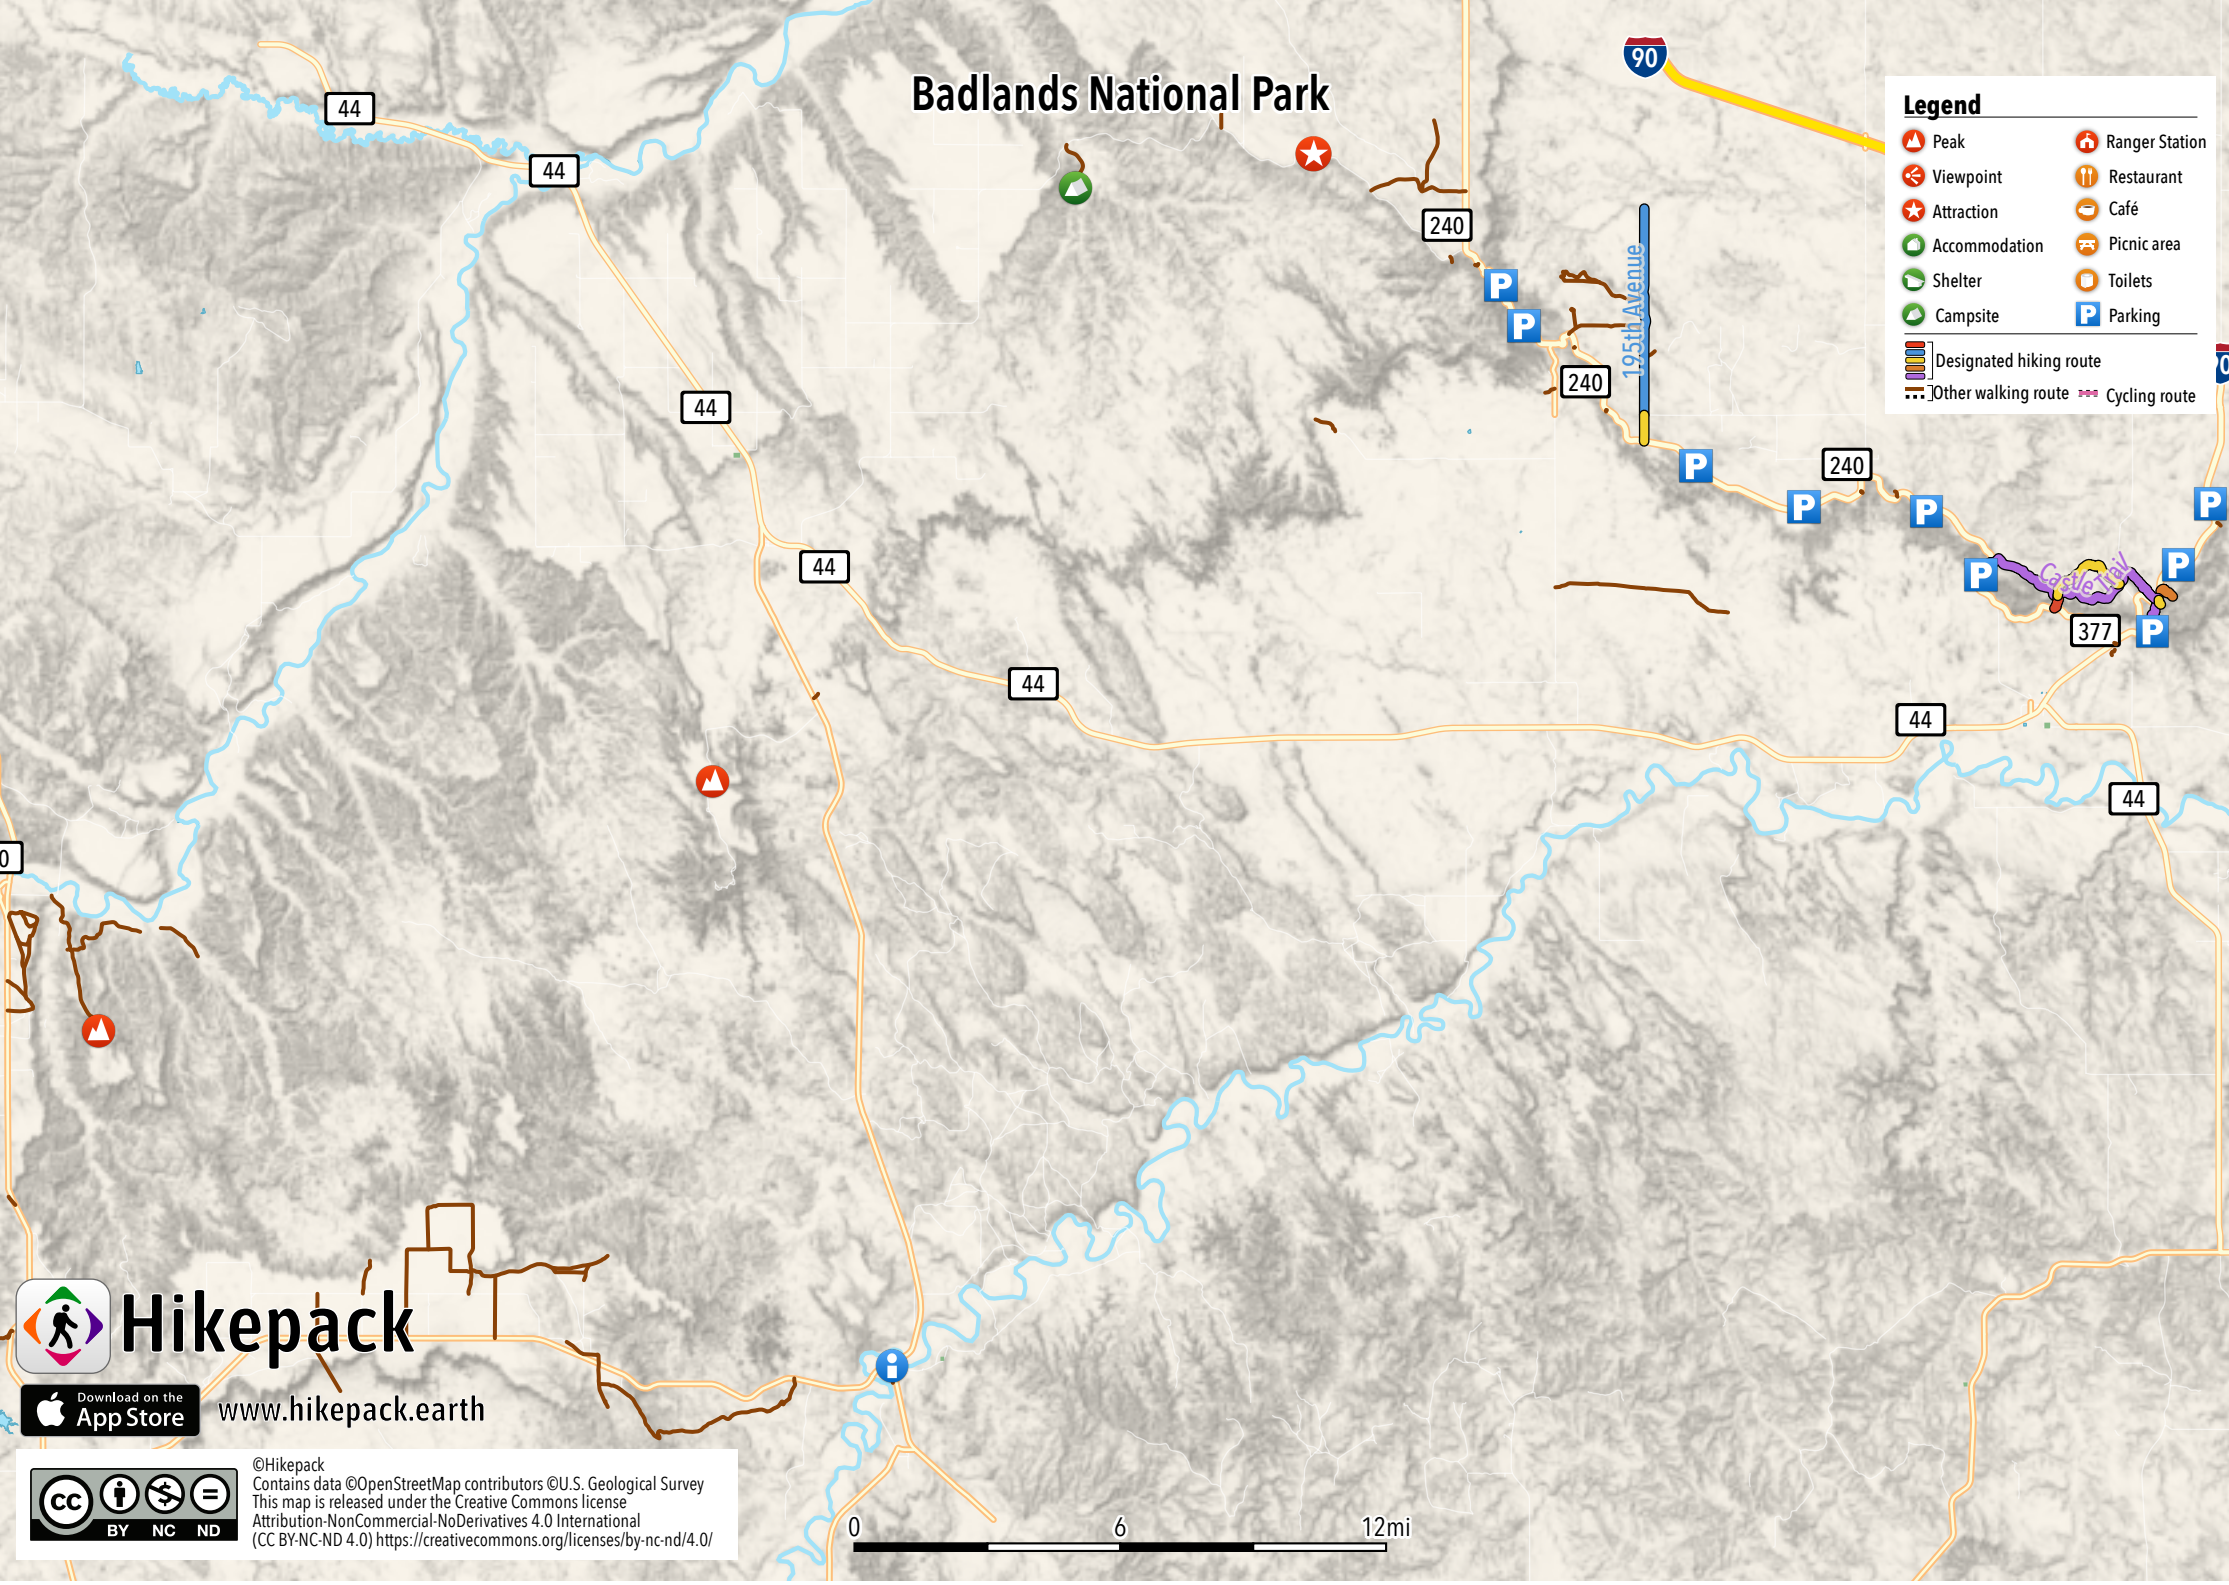 Badlands National Park
90
44
44
240
195th Avenue
240
44
240
44
Castle Trail
377
44
44
44
0
Legend
Peak
Ranger Station
Viewpoint
Restaurant
Attraction
Café
Accommodation
Picnic area
Shelter
Toilets
Campsite
P Parking
Designated hiking route
Other walking route
Cycling route
P
P
P
P
P
P
P
P
P
0
Hikepack
Download on the
App Store
www.hikepack.earth
cc
BY NC ND
©Hikepack
Contains data ©OpenStreetMap contributors ©U.S. Geological Survey
This map is released under the Creative Commons license
Attribution-NonCommercial-NoDerivatives 4.0 International
(CC BY-NC-ND 4.0) https://creativecommons.org/licenses/by-nc-nd/4.0/
0 6 12mi